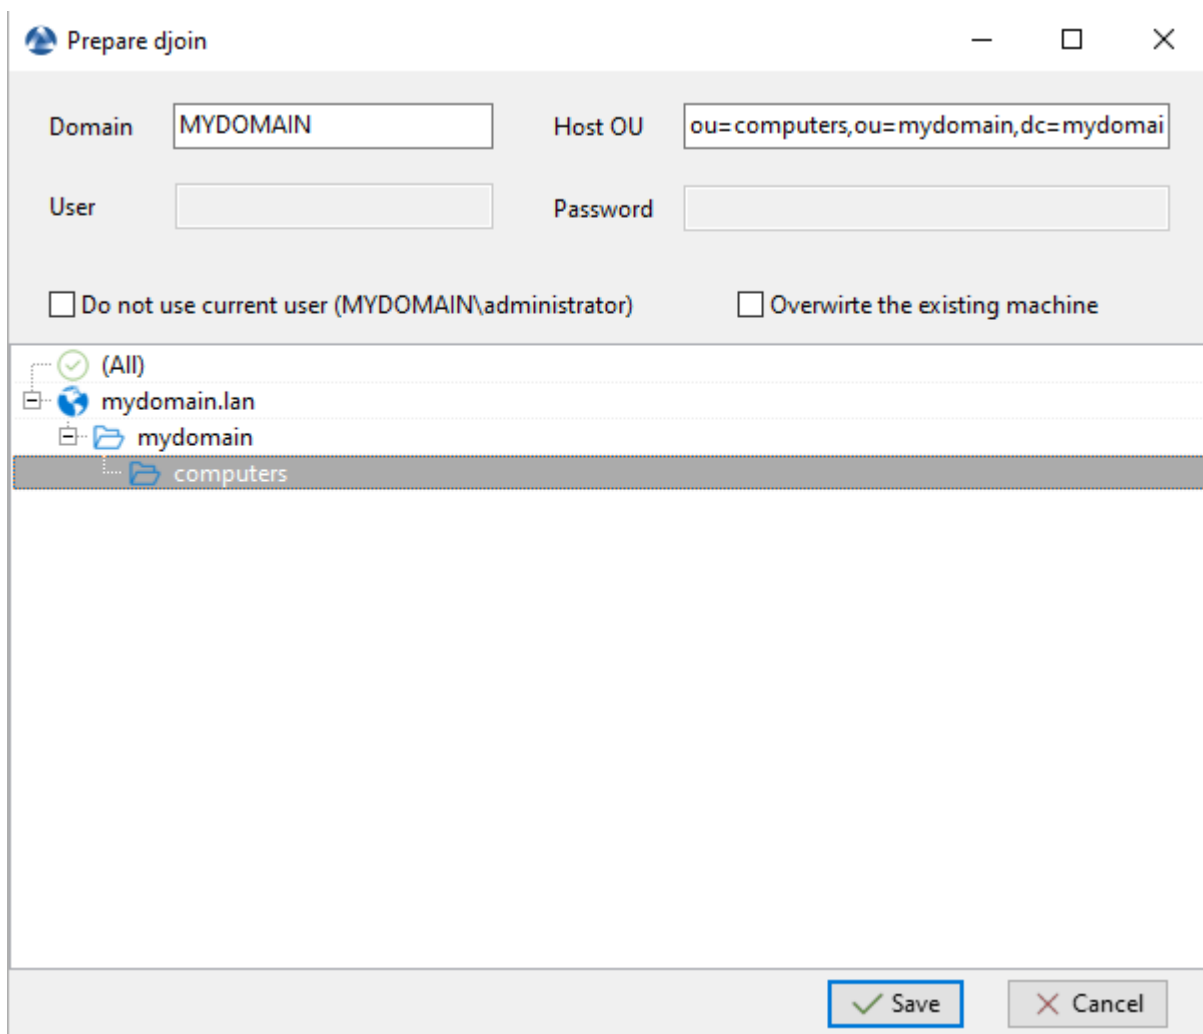 Prepare djoin
Domain MYDOMAIN Host OU ou=computers,ou=mydomain,dc=mydomai
User Password
Do not use current user (MYDOMAIN\administrator) Overwirte the existing machine
(All)
mydomain.lan
mydomain
computers
Save Cancel